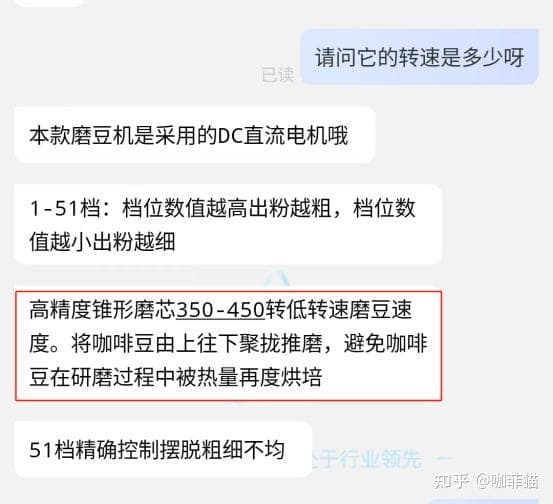 请问它的转速是多少呀
已读
本款磨豆机是采用的DC直流电机哦
1-51档：档位数值越高出粉越粗，档位数
值越小出粉越细
高精度锥形磨芯350-450转低转速磨豆速
度。将咖啡豆由上往下聚拢推磨，避免咖啡
豆在研磨过程中被热量再度烘培
51档精确控制摆脱粗细不均
处于行业领先
知乎 @咖菲猫